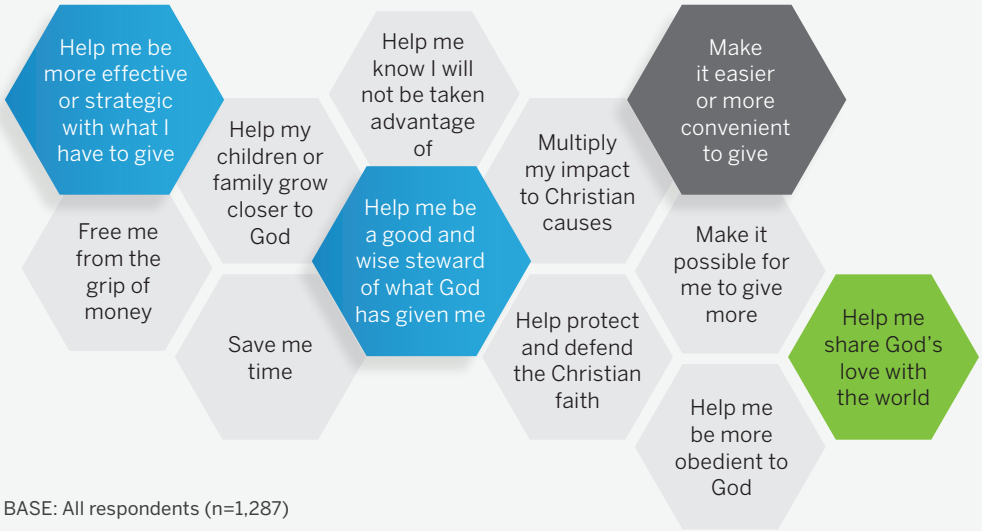 Help me be
more effective
or strategic
with what I
have to give
Help my
children or
family grow
closer to
God
Help me
know I will
not be taken
advantage
of
Multiply
my impact
to Christian
causes
Make
it easier
or more
convenient
to give
Free me
from the
grip of
money
Save me
time
Help me be
a good and
wise steward
of what God
has given me
Help protect
and defend
the Christian
faith
Make it
possible for
me to give
more
Help me
be more
obedient to
God
Help me
share God's
love with
the world
BASE: All respondents (n=1,287)